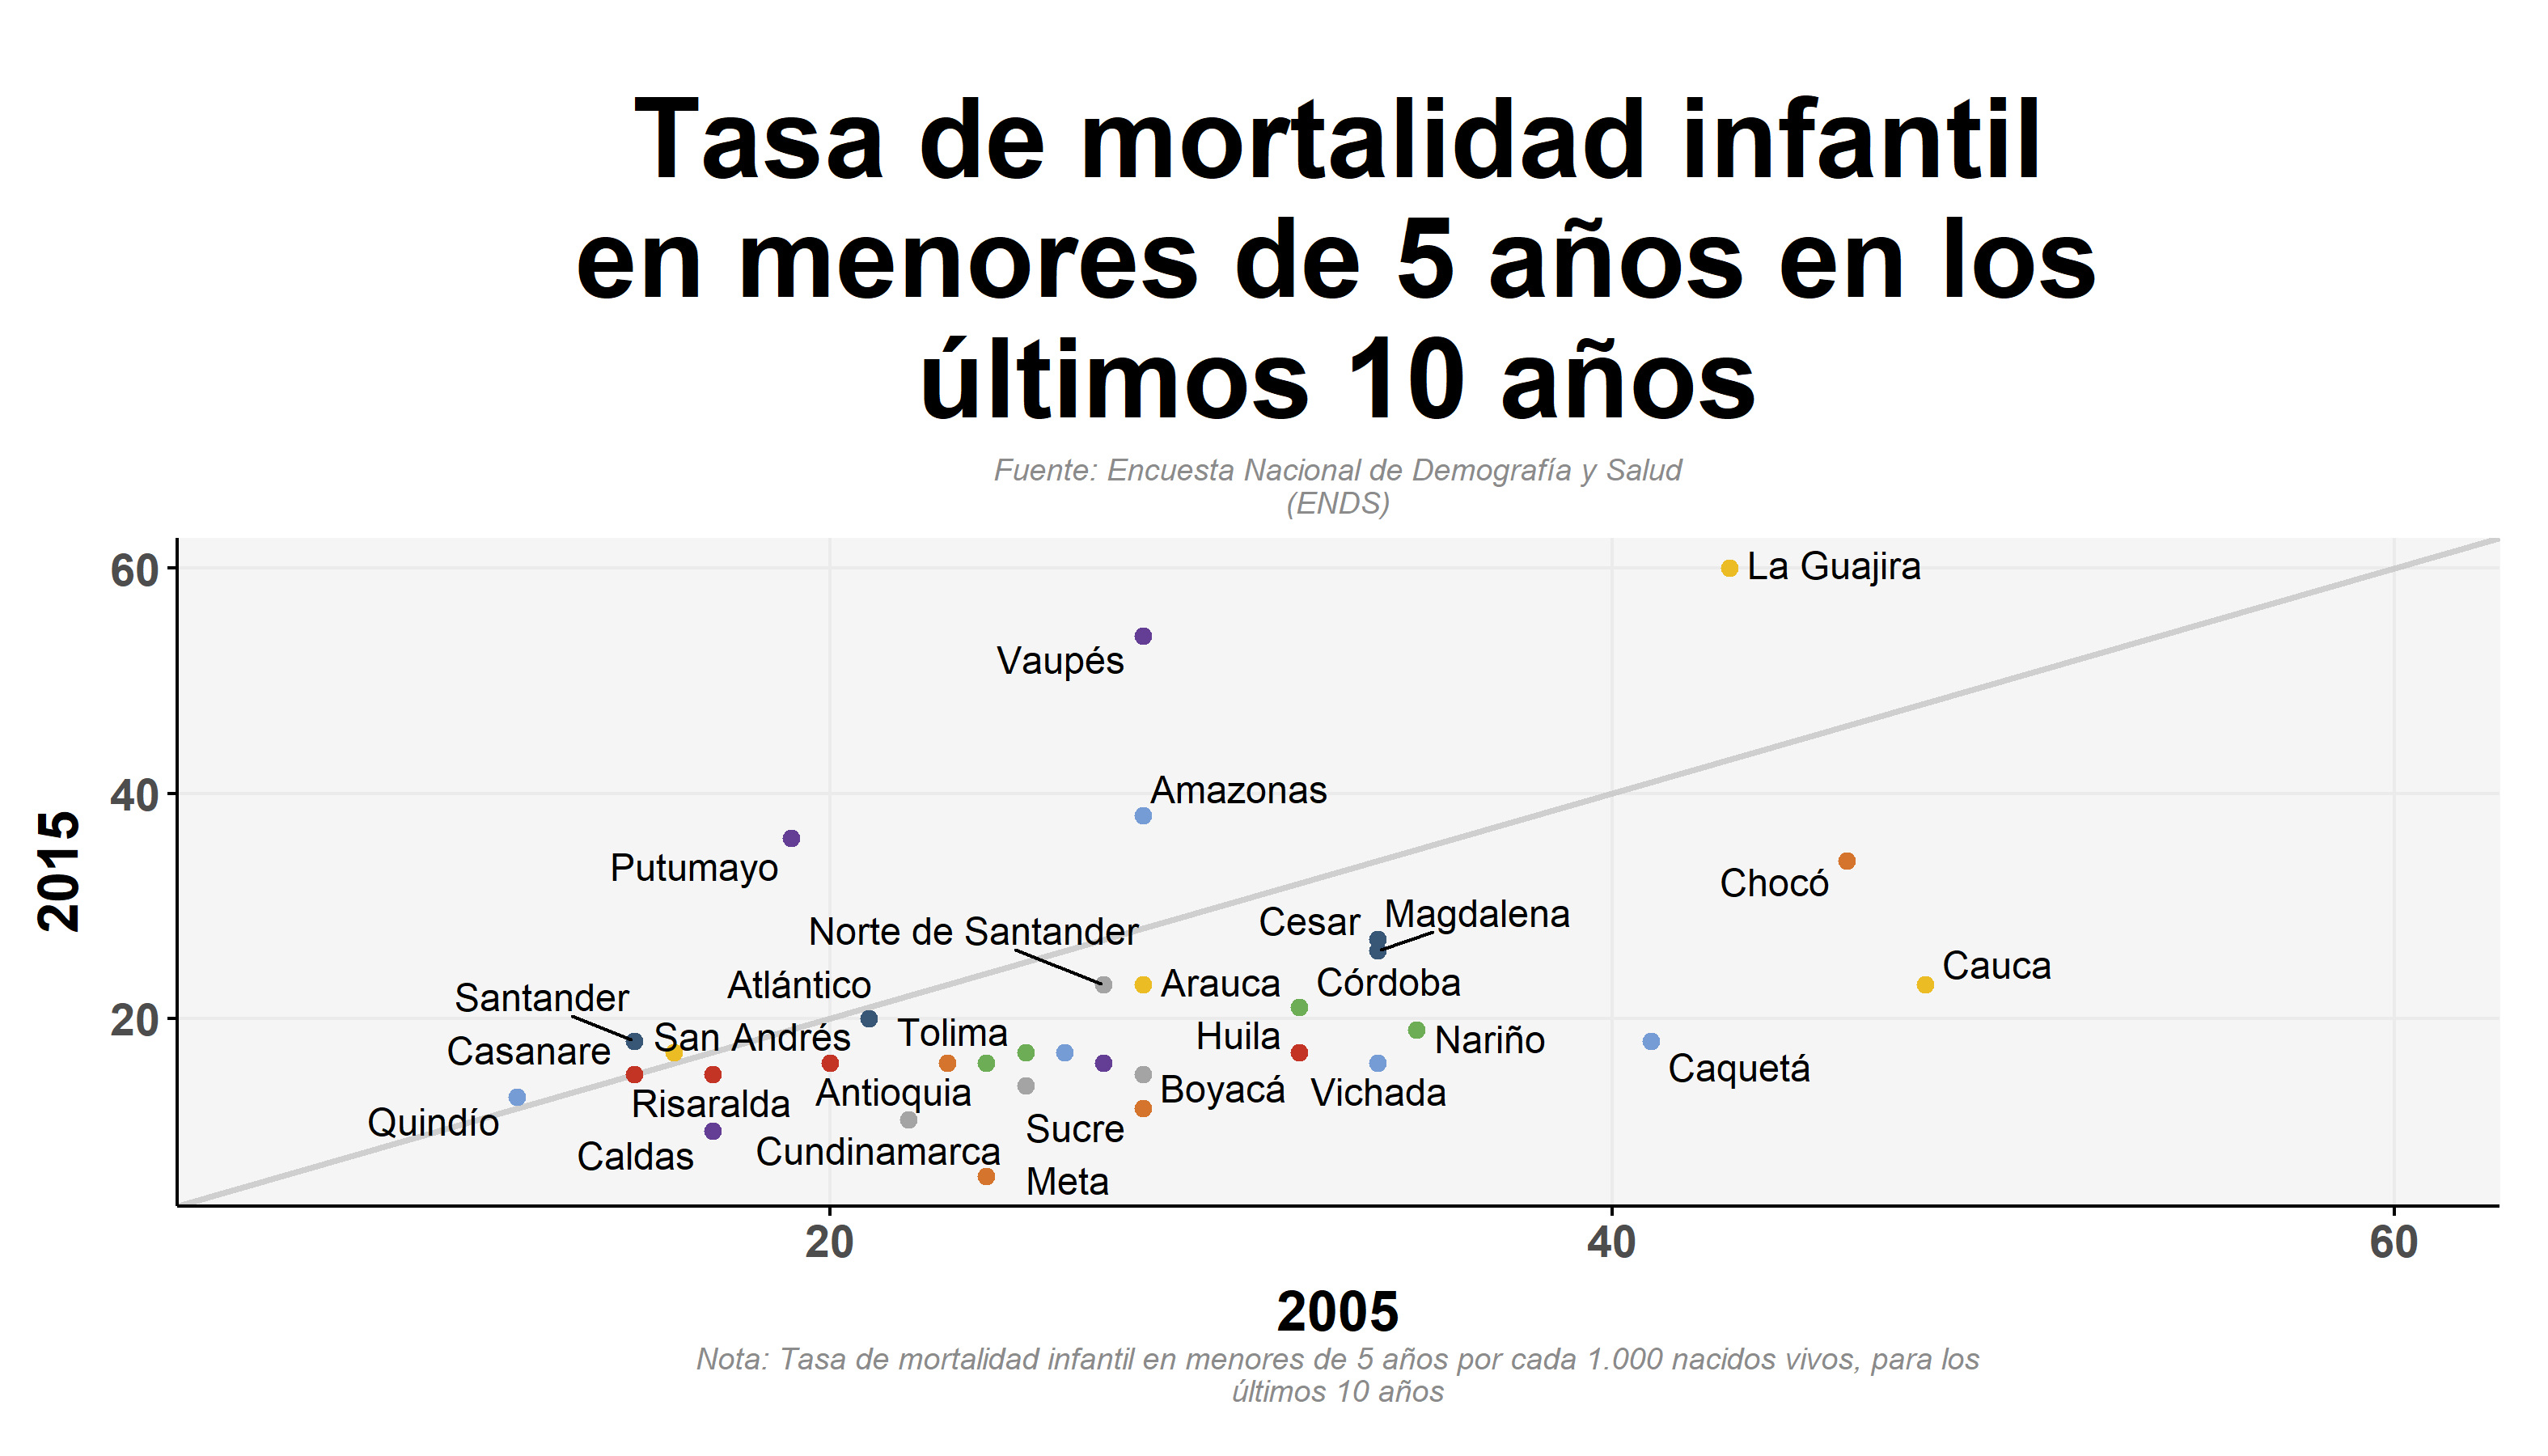 Tasa de mortalidad infantil
en menores de 5 años en los
últimos 10 años
Fuente: Encuesta Nacional de Demografía y Salud
(ENDS)
60
La Guajira
Vaupés
40
Amazonas
Putumayo
Chocó
Norte de Santander
Cesar
Magdalena
Cauca
Santander
Atlántico
Arauca
Córdoba
20
Casanare
San Andrés
Tolima
Huila
Nariño
Caquetá
Quindío
Risaralda
Antioquia
Boyacá
Vichada
Caldas
Cundinamarca
Sucre
Meta
2015
20
40
60
2005
Nota: Tasa de mortalidad infantil en menores de 5 años por cada 1.000 nacidos vivos, para los
últimos 10 años